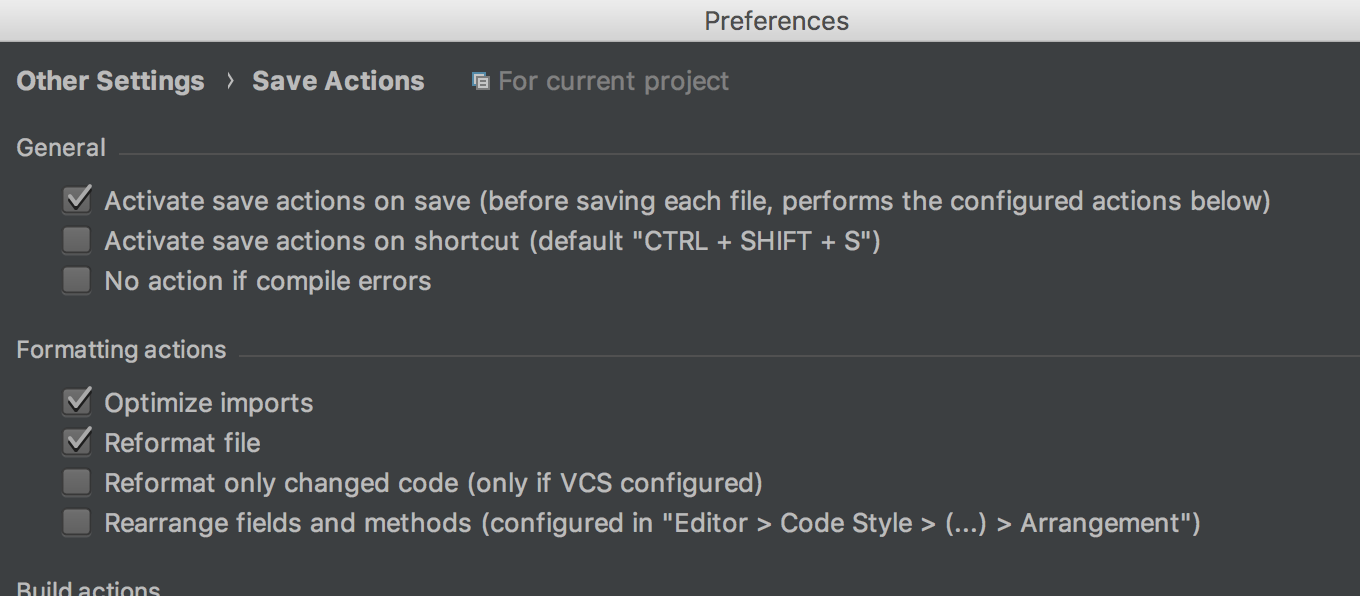 Preferences
Other Settings › Save Actions For current project
General
Activate save actions on save (before saving each file, performs the configured actions below)
Activate save actions on shortcut (default "CTRL + SHIFT + S")
No action if compile errors
Formatting actions
Optimize imports
Reformat file
Reformat only changed code (only if VCS configured)
Rearrange fields and methods (configured in "Editor > Code Style > (...) > Arrangement")
Build actions